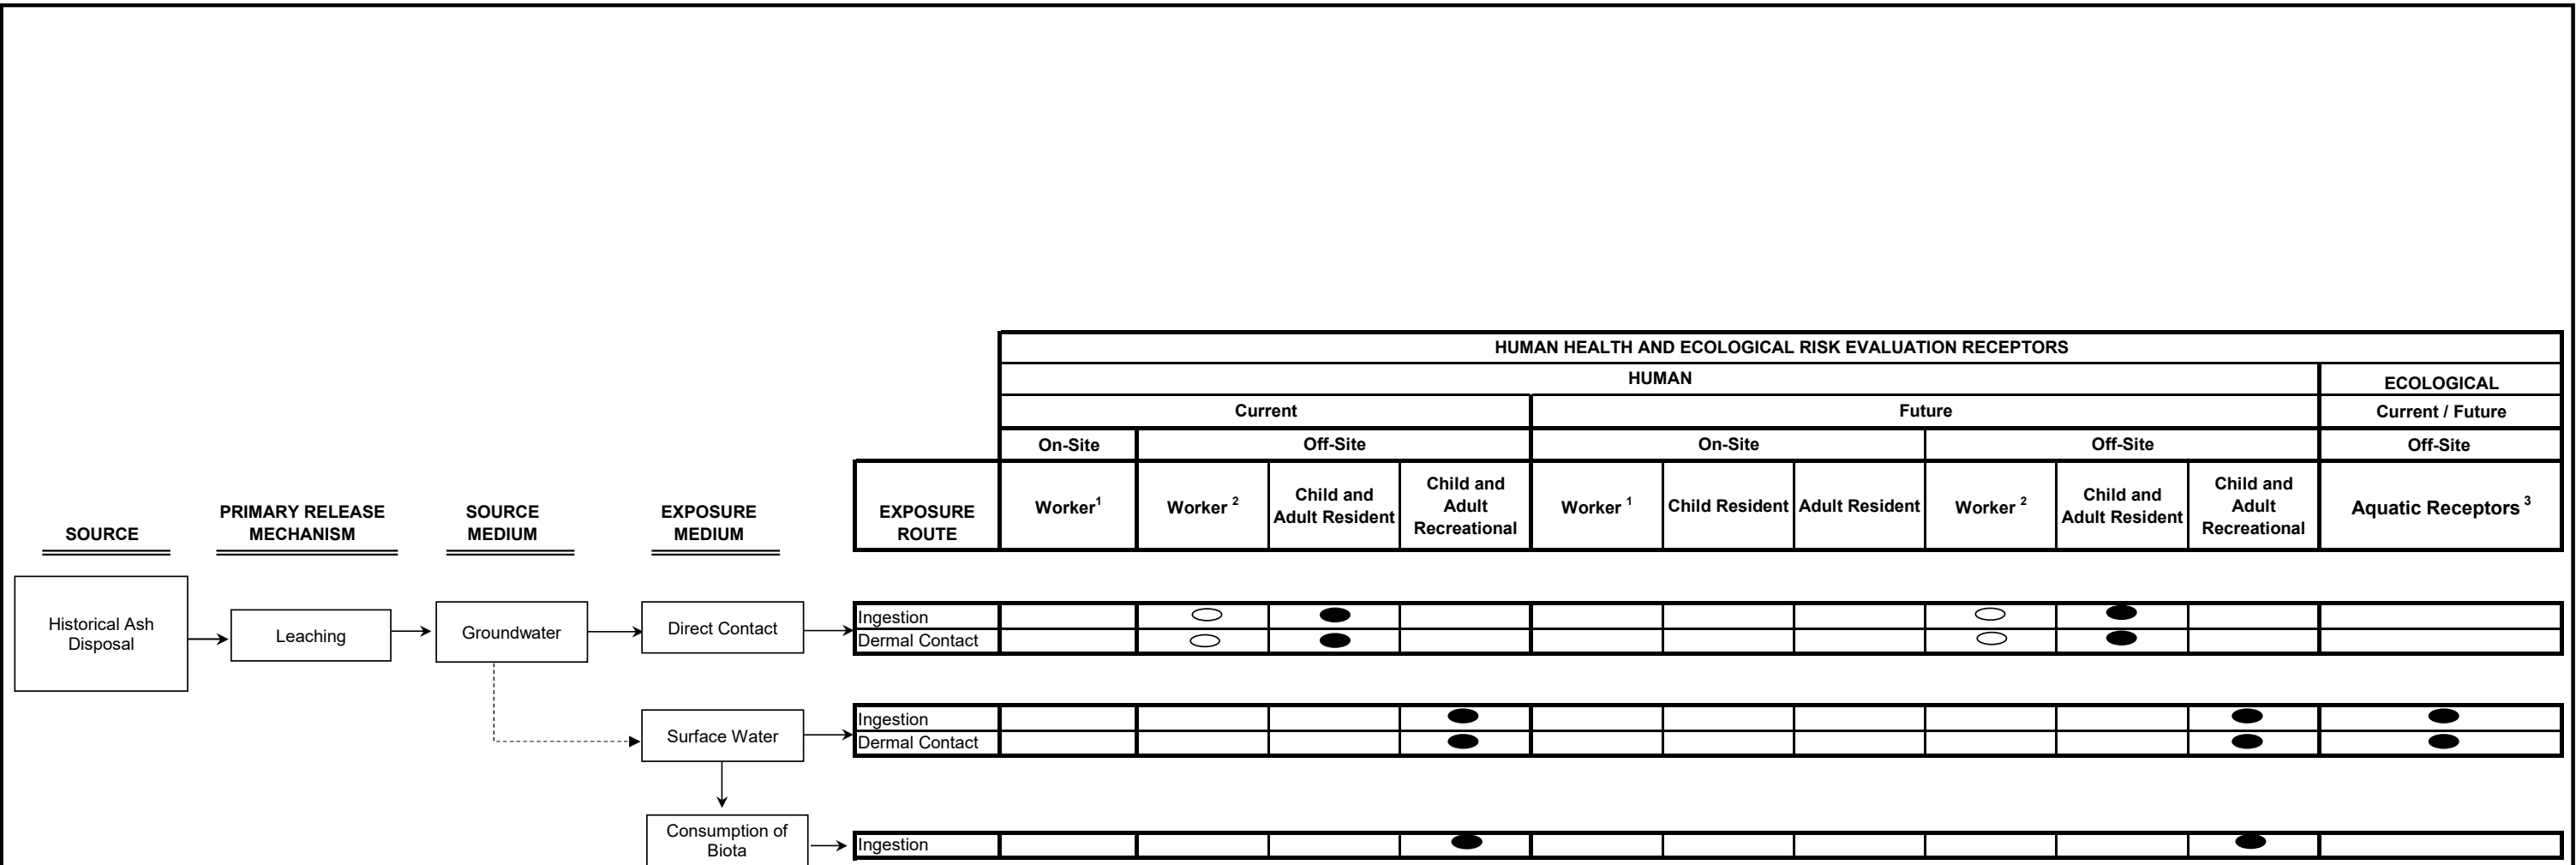 HUMAN HEALTH AND ECOLOGICAL RISK EVALUATION RECEPTORS
HUMAN
ECOLOGICAL
Current
Future
Current / Future
On-Site
Off-Site
On-Site
Off-Site
Off-Site
SOURCE
PRIMARY RELEASE
MECHANISM
SOURCE
MEDIUM
EXPOSURE
MEDIUM
EXPOSURE
ROUTE
Worker1
Worker 2
Child and
Adult Resident
Child and
Adult
Recreational
Worker 1
Child Resident
Adult Resident
Worker 2
Child and
Adult Resident
Child and
Adult
Recreational
Aquatic Receptors 3
Historical Ash
Disposal
Leaching
Groundwater
Direct Contact
Ingestion
Dermal Contact
Surface Water
Ingestion
Dermal Contact
Consumption of
Biota
Ingestion